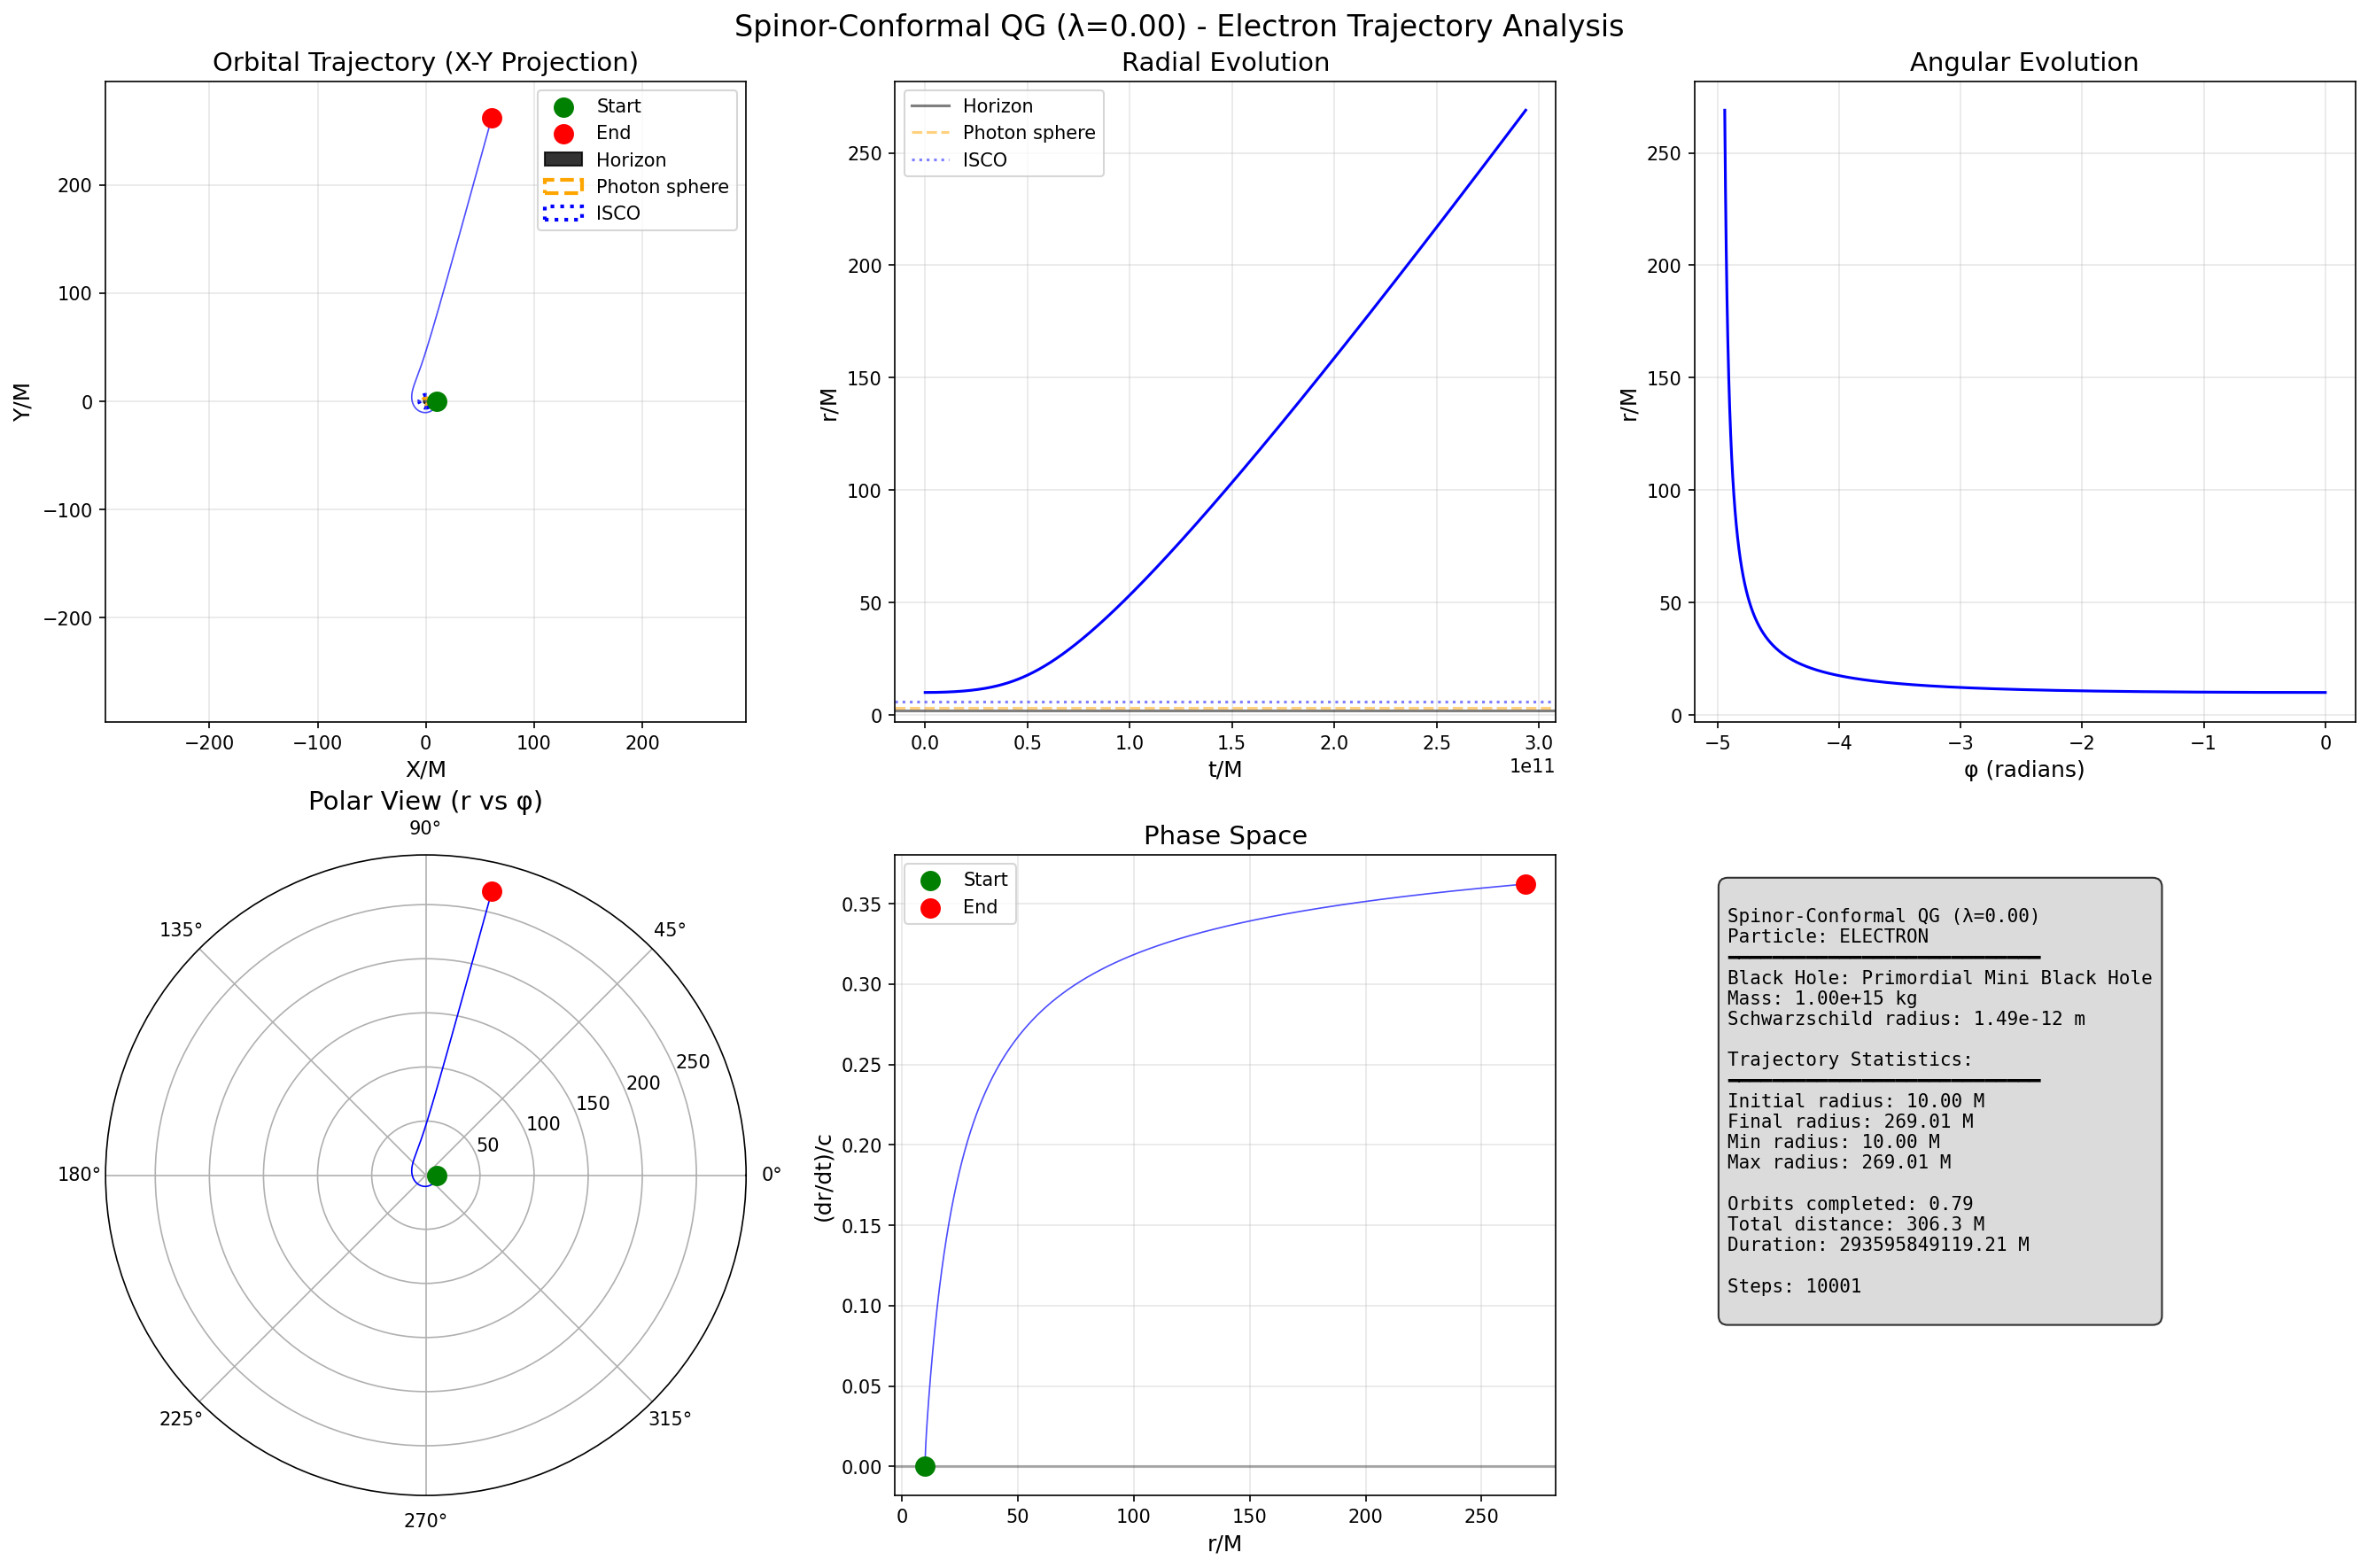 Spinor-Conformal QG (λ=0.00) - Electron Trajectory Analysis
Orbital Trajectory (X-Y Projection)
Start
End
Horizon
Photon sphere
ISCO
200
100
0
−100
−200
Y/M
−200
−100
0
100
200
X/M
Radial Evolution
Horizon
Photon sphere
ISCO
250
200
150
100
50
0
r/M
0.0
0.5
1.0
1.5
2.0
2.5
3.0
1e11
t/M
Angular Evolution
250
200
150
100
50
0
r/M
−5
−4
−3
−2
−1
0
φ (radians)
Polar View (r vs φ)
90°
135°
45°
180°
0°
225°
315°
270°
250
200
150
100
50
Phase Space
Start
End
0.35
0.30
0.25
0.20
0.15
0.10
0.05
0.00
(dr/dt)/c
0
50
100
150
200
250
r/M
Spinor-Conformal QG (λ=0.00)
Particle: ELECTRON
Black Hole: Primordial Mini Black Hole
Mass: 1.00e+15 kg
Schwarzschild radius: 1.49e-12 m
Trajectory Statistics:
Initial radius: 10.00 M
Final radius: 269.01 M
Min radius: 10.00 M
Max radius: 269.01 M
Orbits completed: 0.79
Total distance: 306.3 M
Duration: 293595849119.21 M
Steps: 10001